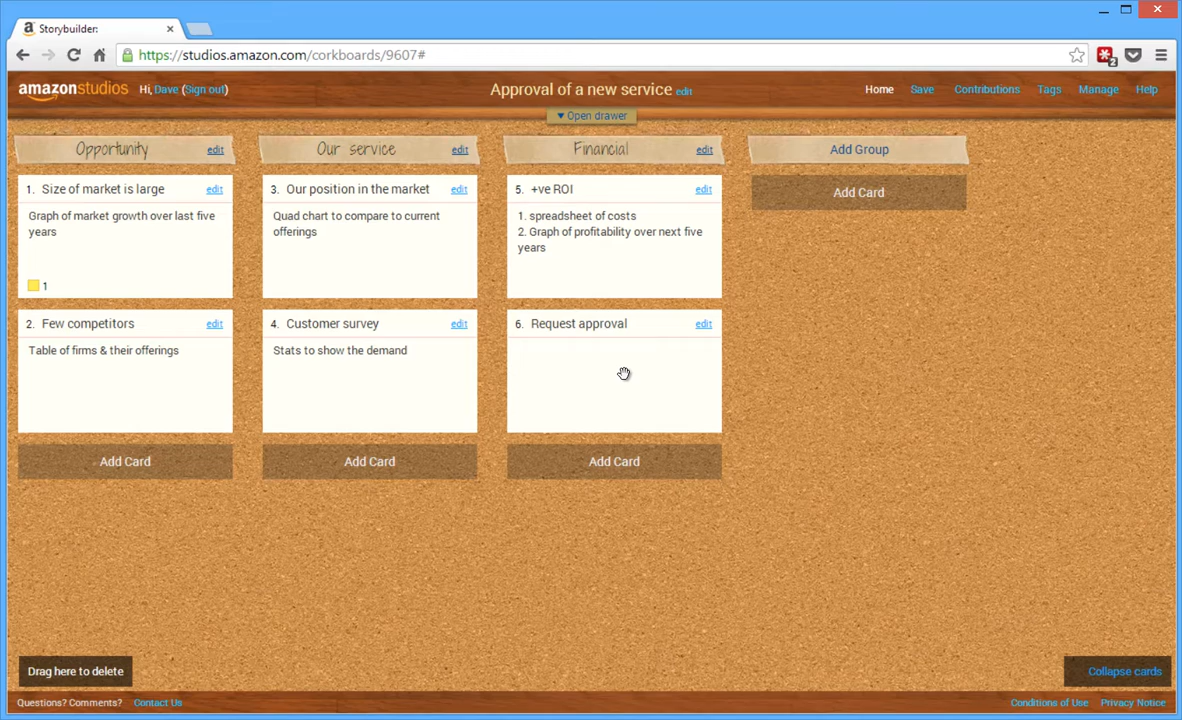 Storybuilder:
https://studios.amazon.com/corkboards/9607#
2
amazonstudios
Hi, Dave (Sign out)
Approval of a new service edit
Home Save Contributions Tags Manage Help
▼ Open drawer
Opportunity edit
1. Size of market is large edit
Graph of market growth over last five
years
1
2. Few competitors edit
Table of firms & their offerings
Add Card
Our service edit
3. Our position in the market edit
Quad chart to compare to current
offerings
4. Customer survey edit
Stats to show the demand
Add Card
Financial edit
5. +ve ROI edit
1. spreadsheet of costs
2. Graph of profitability over next five
years
6. Request approval edit
Add Card
Add Group
Add Card
Drag here to delete
Collapse cards
Questions? Comments? Contact Us
Conditions of Use Privacy Notice